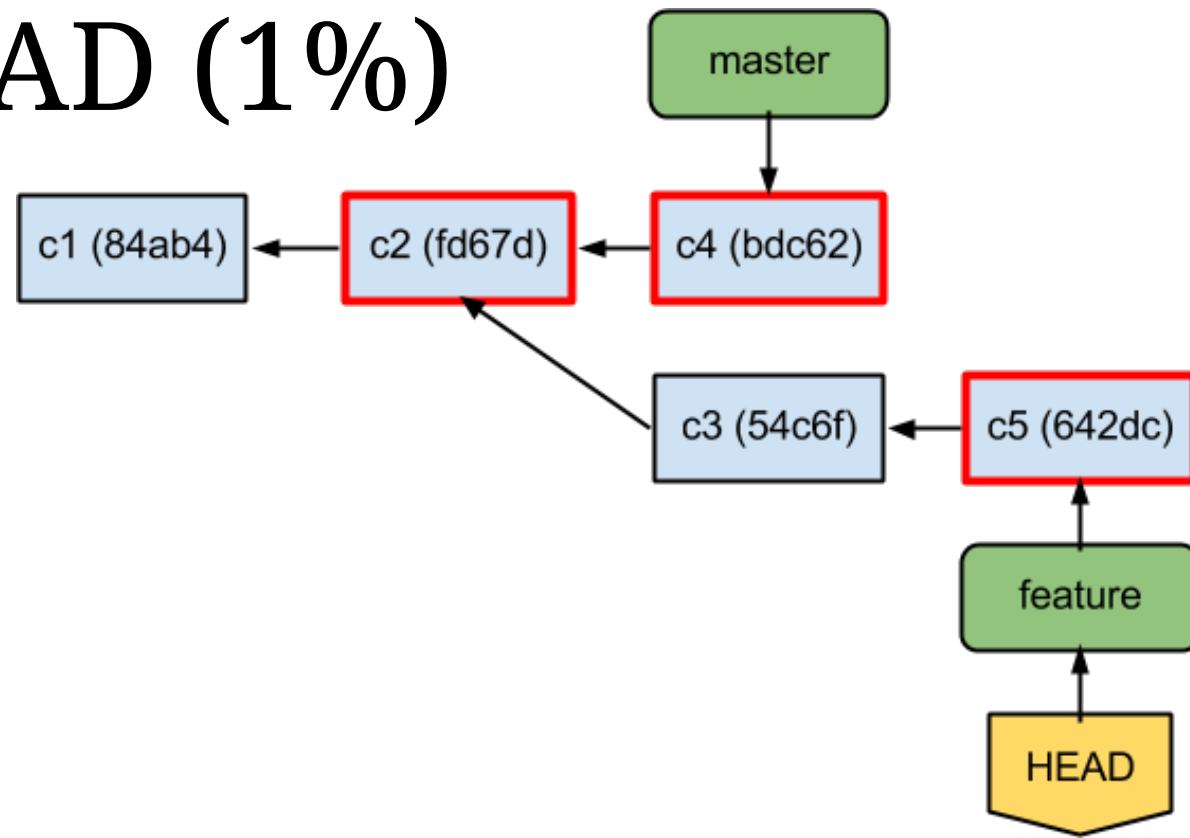 AD (1%)
master
c1 (84ab4)
c2 (fd67d)
c4 (bdc62)
c3 (54c6f)
c5 (642dc)
feature
HEAD